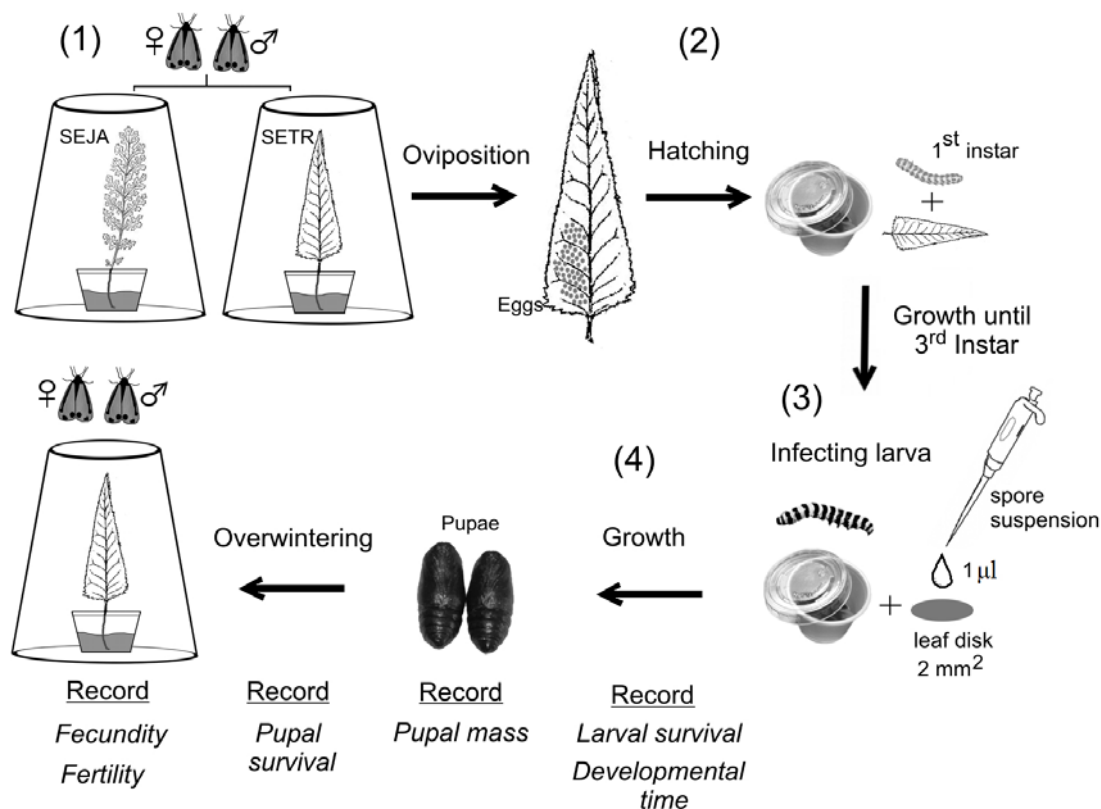 (1)
♀ ♂
SEJA
SETR
Oviposition
(2)
Eggs
Hatching
1st instar
+
Growth until
3rd Instar
(3)
Infecting larva
spore
suspension
1 μl
+
leaf disk
2 mm2
(4)
Growth
Pupae
Overwintering
♀ ♂
Record
Fecundity
Fertility
Record
Pupal
survival
Record
Pupal mass
Record
Larval survival
Developmental
time